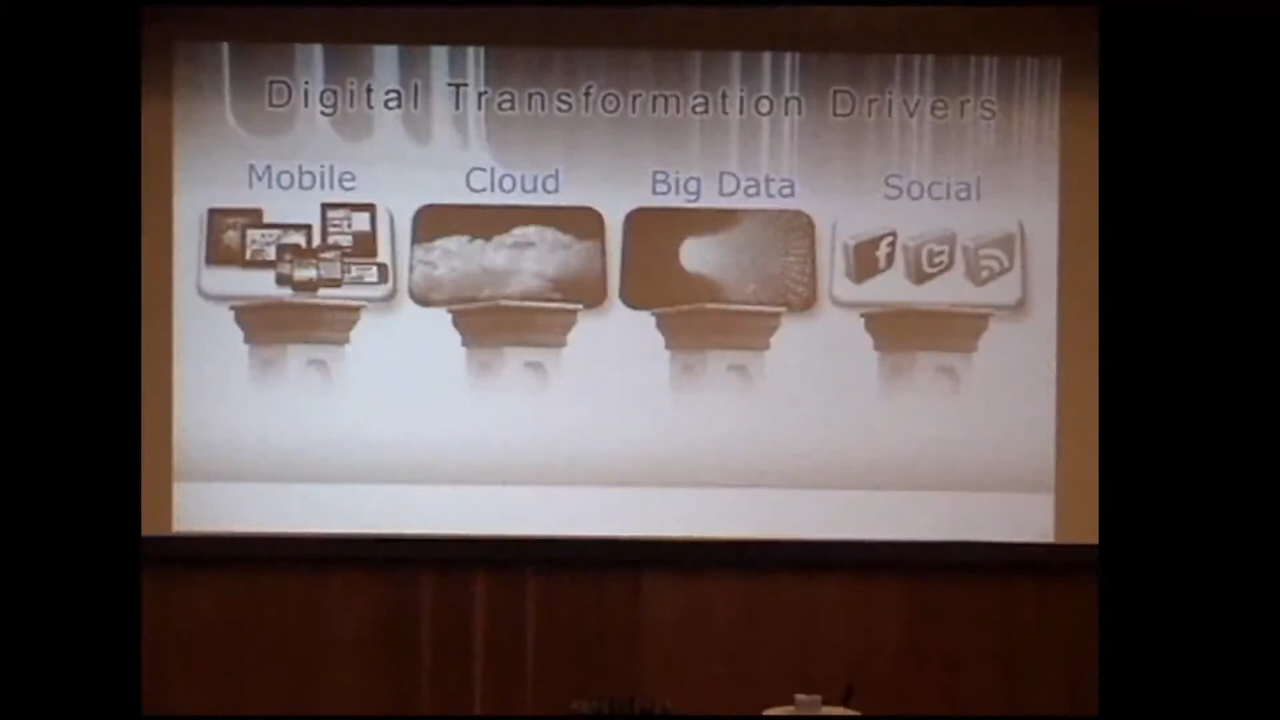 Digital Transformation Drivers
Mobile
Cloud
Big Data
Social